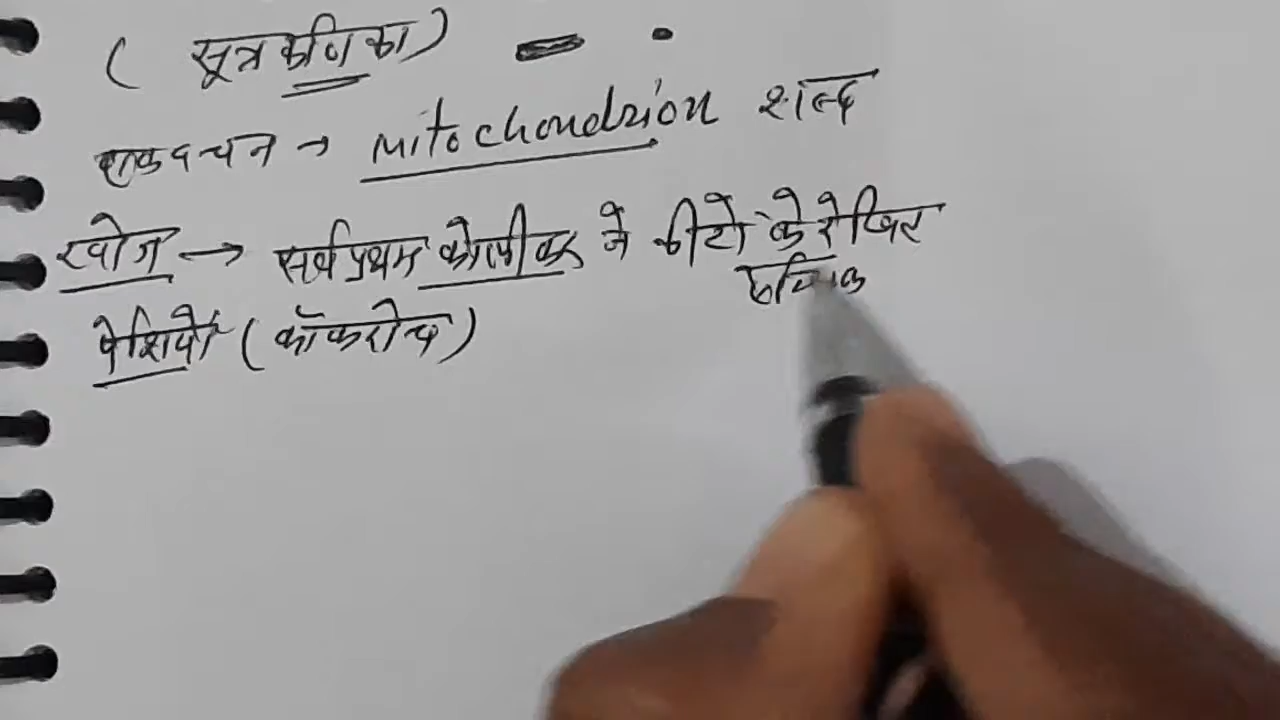 ( सूत्रकणिका )
एकवचन → Mitochondrion शब्द
खोज → सर्वप्रथम कोलीकर ने कीटो के रेखित
पेशियों ( कॉकरोच )